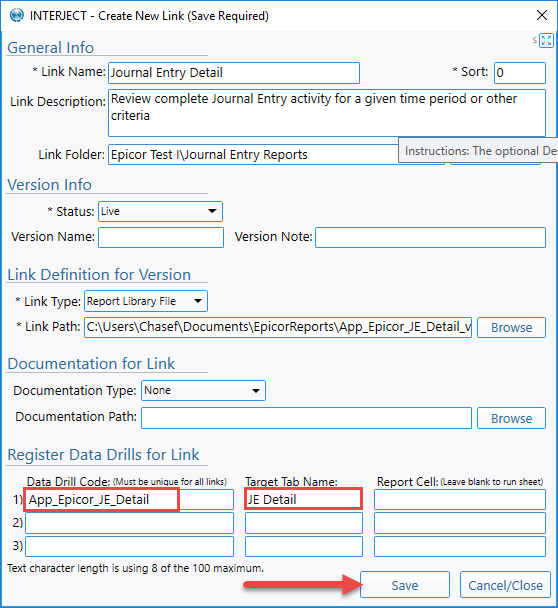 INTERJECT - Create New Link (Save Required)
General Info
s
* Link Name: Journal Entry Detail * Sort: 0
Link Description: Review complete Journal Entry activity for a given time period or other
criteria
Link Folder: Epicor Test I\Journal Entry Reports
Instructions: The optional Des
Version Info
* Status: Live
Version Name: Version Note:
Link Definition for Version
* Link Type: Report Library File
* Link Path: C:\Users\Chasef\Documents\EpicorReports\App_Epicor_JE_Detail_v Browse
Documentation for Link
Documentation Type: None
Documentation Path: Browse
Register Data Drills for Link
Data Drill Code: (Must be unique for all links) Target Tab Name: Report Cell: (Leave blank to run sheet)
1) App_Epicor_JE_Detail JE Detail
2)
3)
Text character length is using 8 of the 100 maximum.
Save Cancel/Close